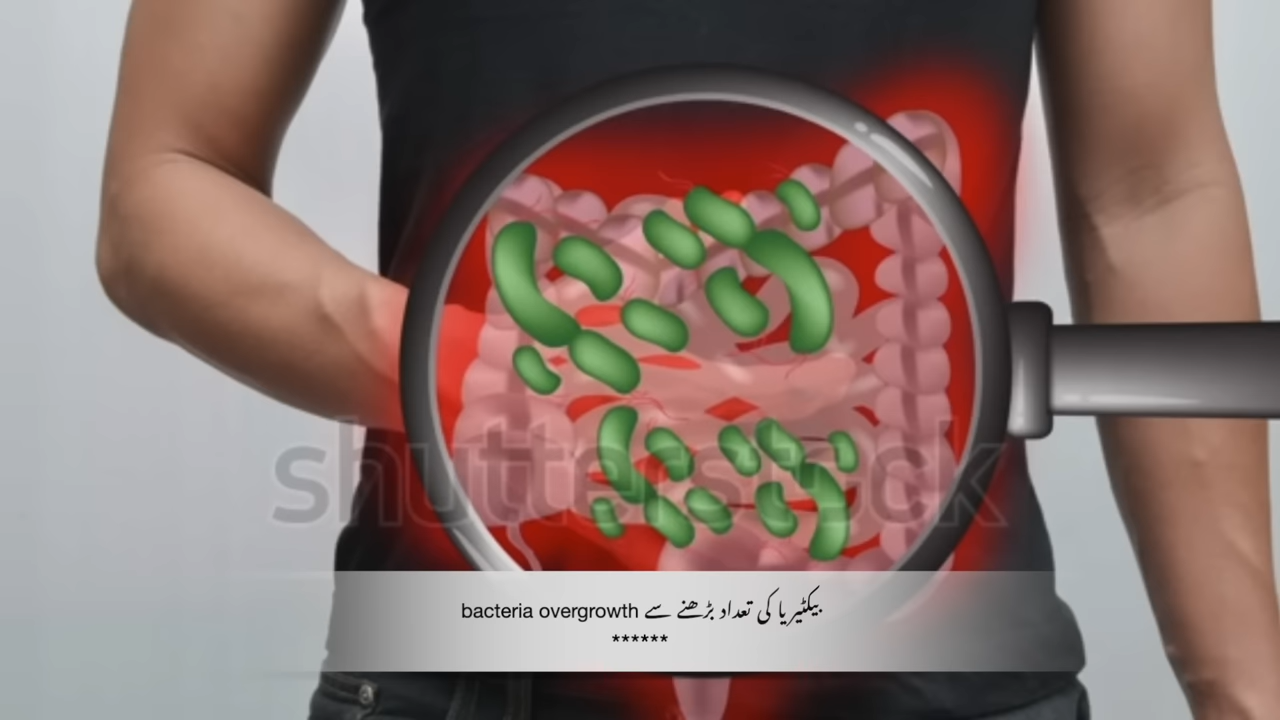 shutterstock
بیکٹیریا کی تعداد بڑھنے سے bacteria overgrowth
******